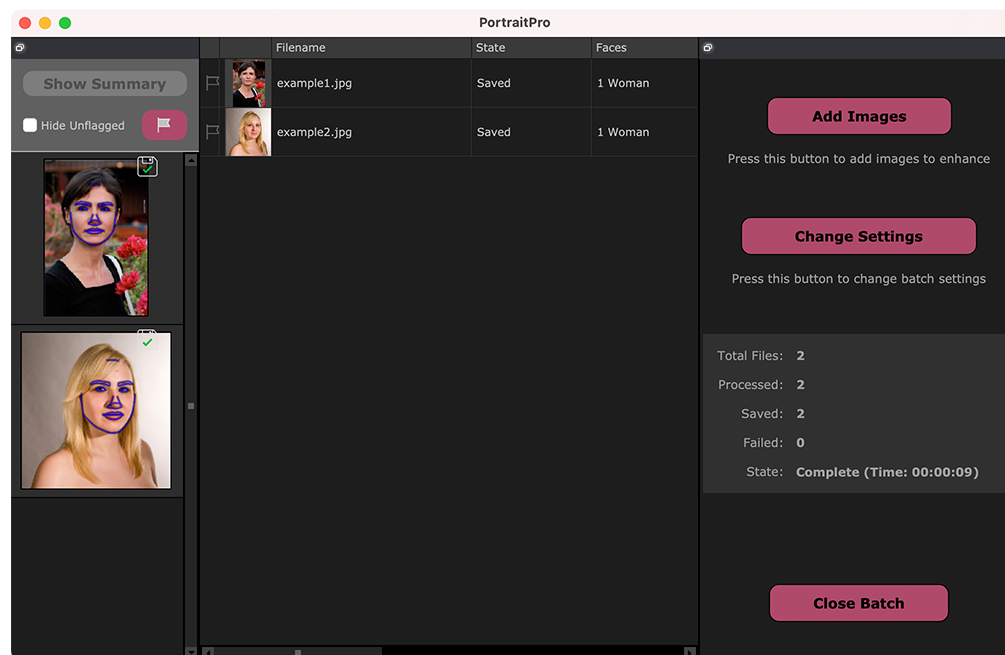 PortraitPro
Show Summary
Hide Unflagged
Filename State Faces
example1.jpg Saved 1 Woman
example2.jpg Saved 1 Woman
Add Images
Press this button to add images to enhance
Change Settings
Press this button to change batch settings
Total Files: 2
Processed: 2
Saved: 2
Failed: 0
State: Complete (Time: 00:00:09)
Close Batch